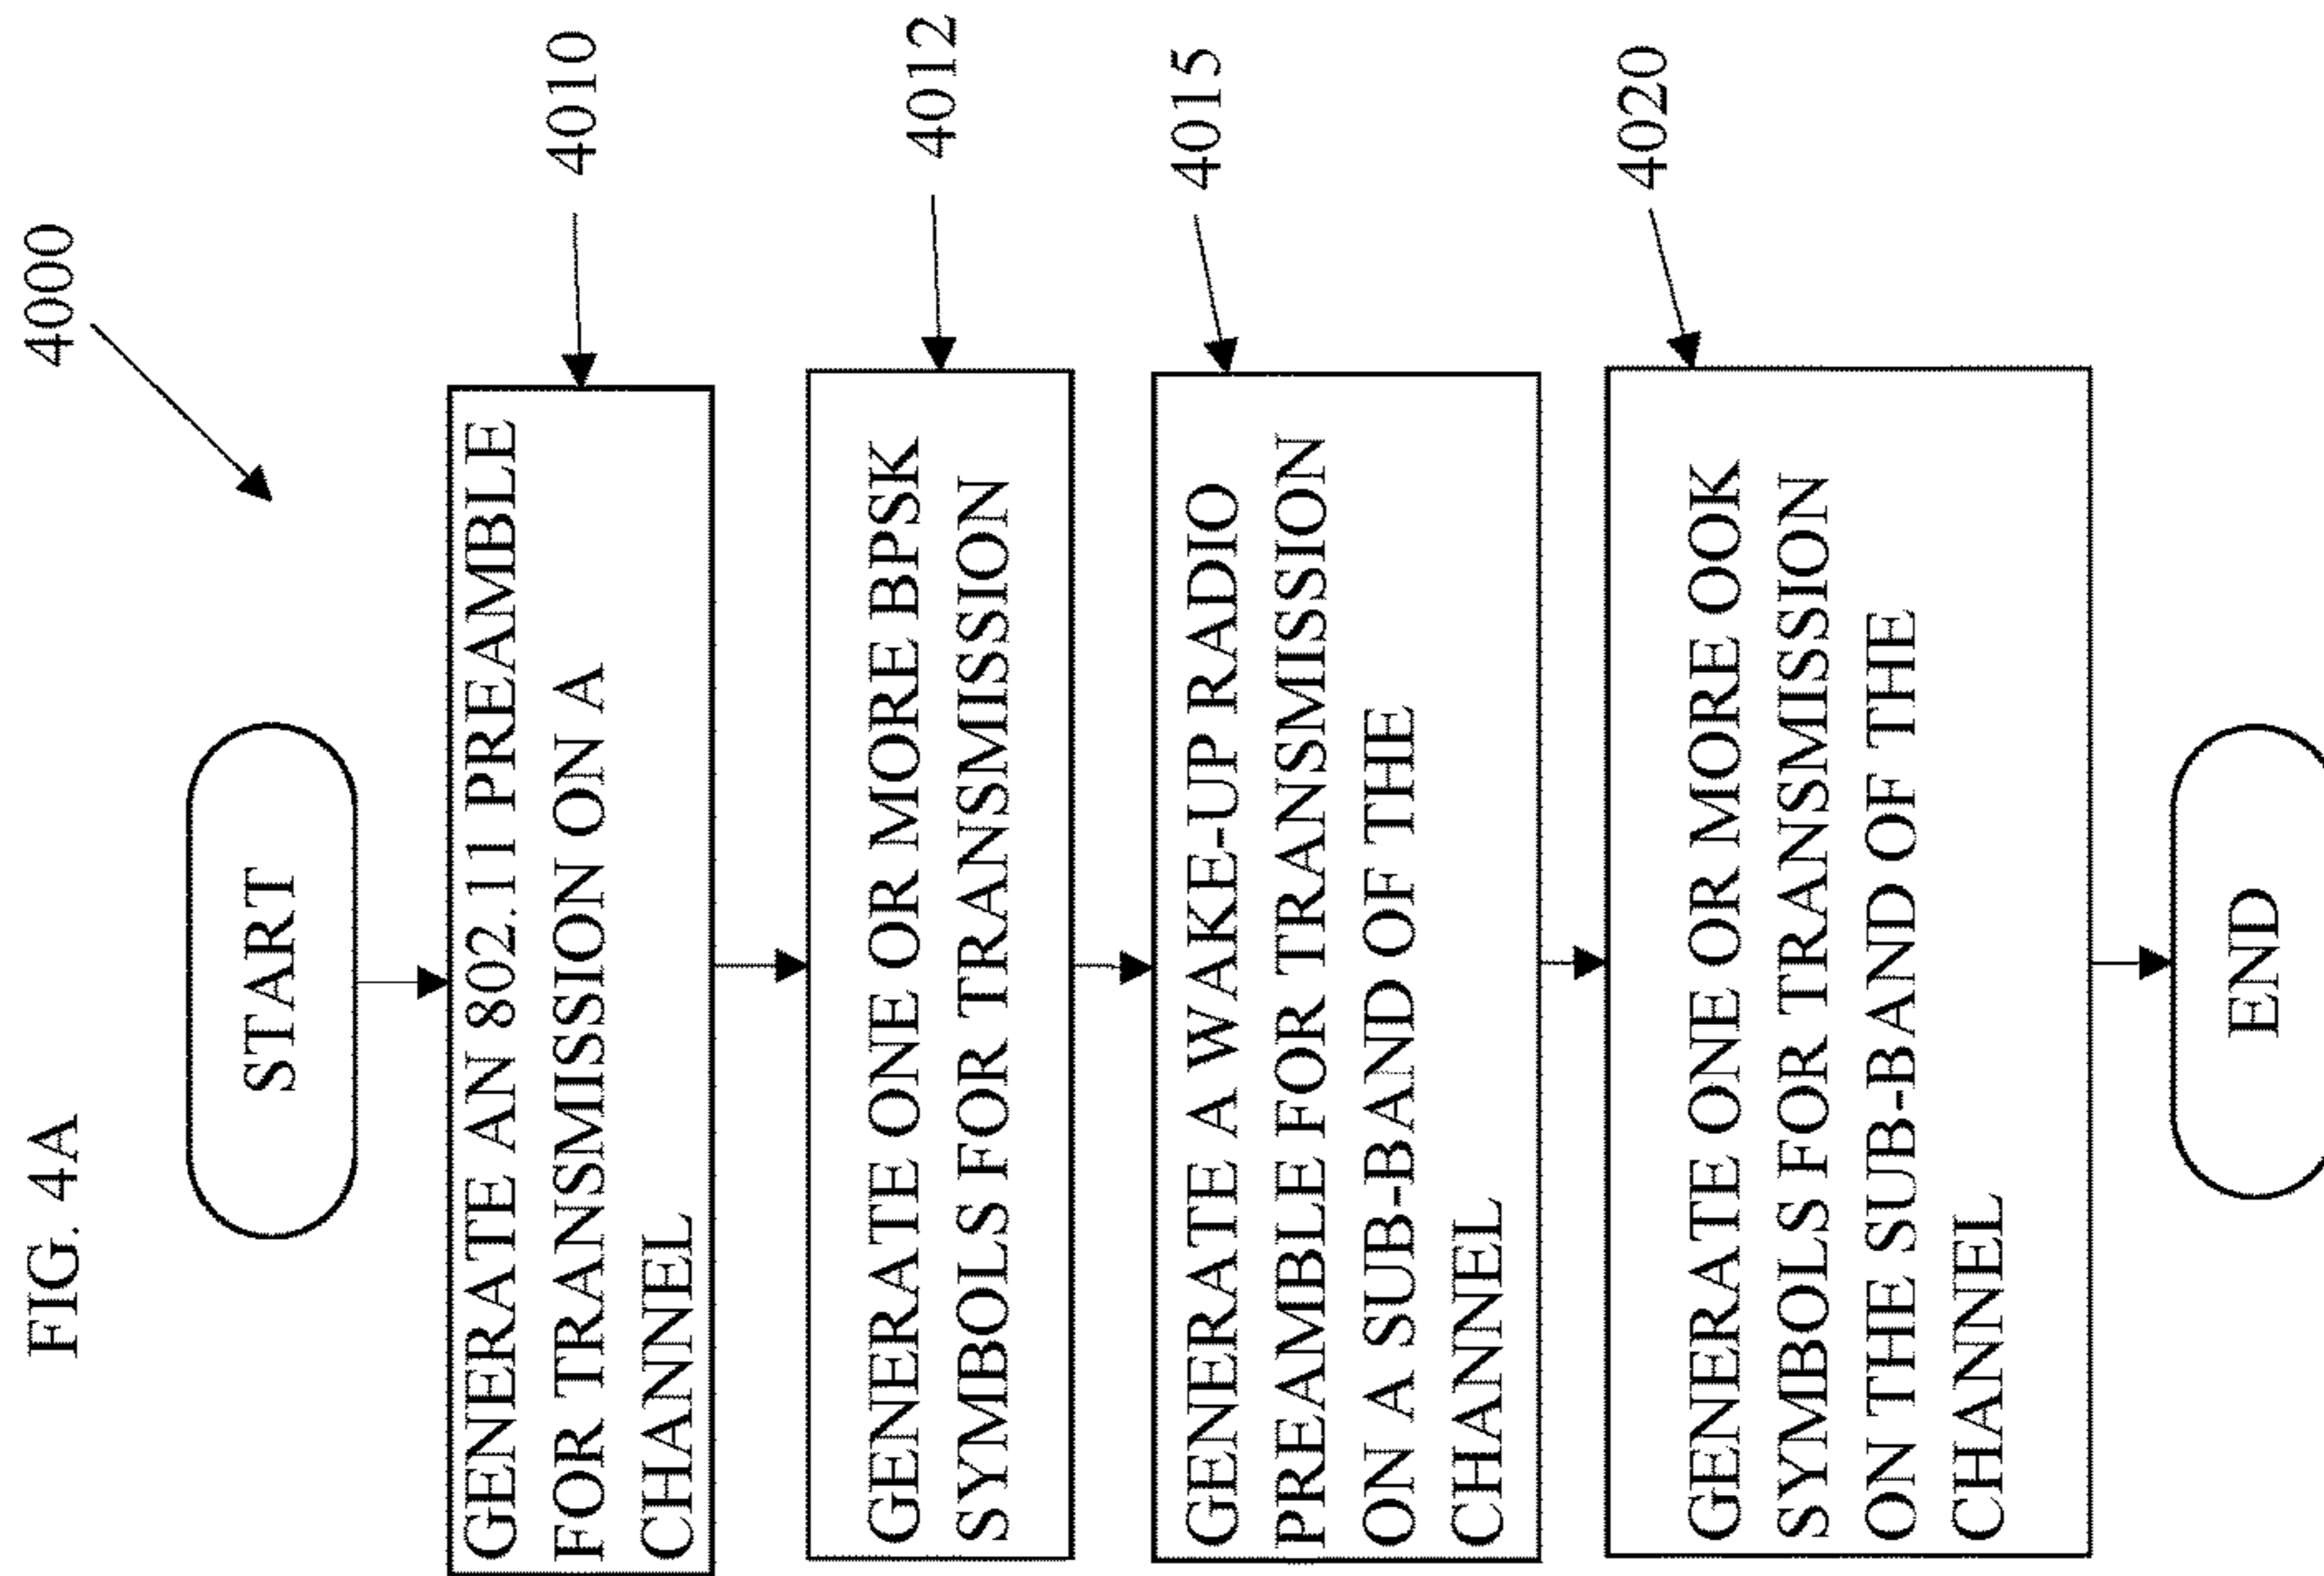 FIG. 4A
4000
START
GENERATE AN 802.11 PREAMBLE
FOR TRANSMISSION ON A
CHANNEL
4010
GENERATE ONE OR MORE BPSK
SYMBOLS FOR TRANSMISSION
4012
GENERATE A WAKE-UP RADIO
PREAMBLE FOR TRANSMISSION
ON A SUB-BAND OF THE
CHANNEL
4015
GENERATE ONE OR MORE OOK
SYMBOLS FOR TRANSMISSION
ON THE SUB-BAND OF THE
CHANNEL
4020
END